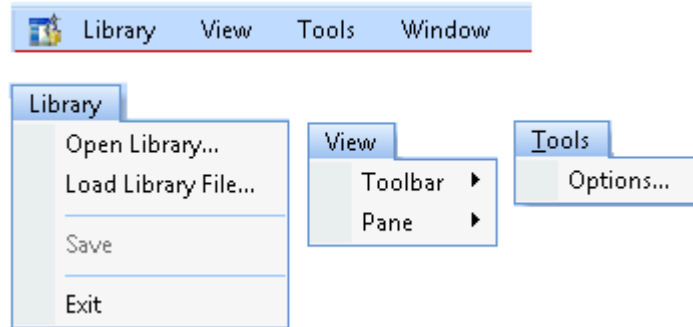 Library View Tools Window
Library
Open Library...
Load Library File...
Save
Exit
View
Toolbar
Pane
Tools
Options...